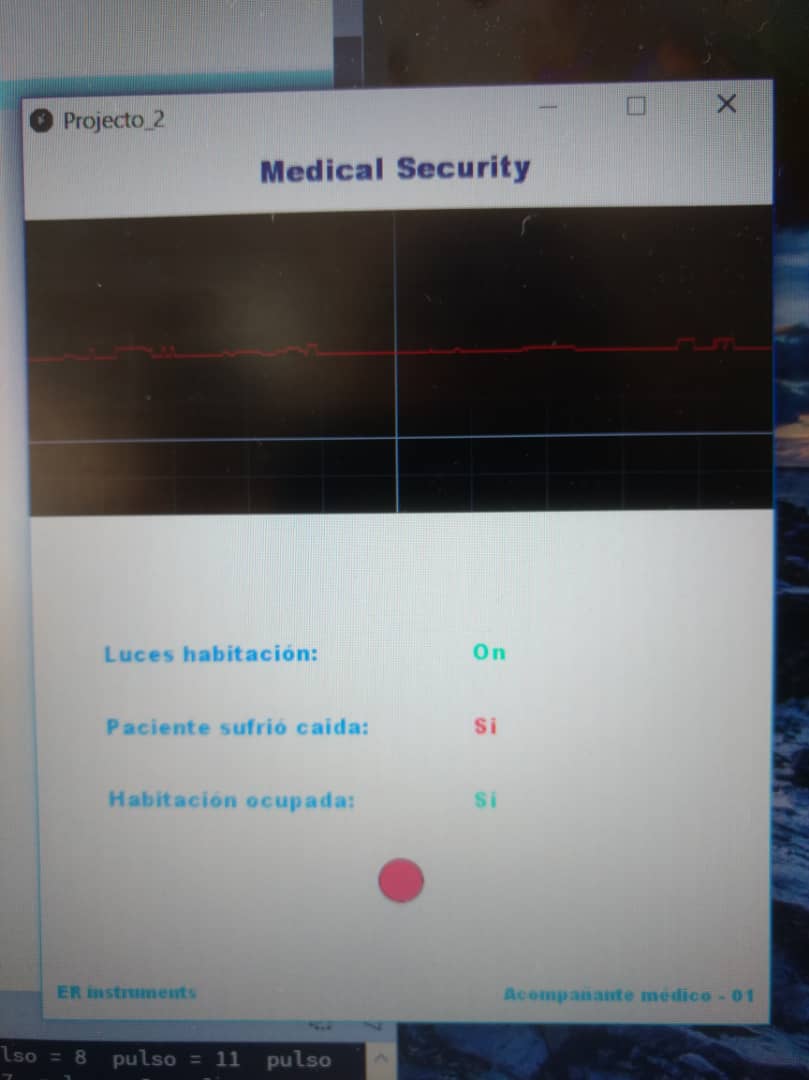 Projecto_2
Medical Security
Luces habitación: On
Paciente sufrió caida: Si
Habitación ocupada: Sí
ER instruments
Acompañante médico - 01
lso = 8 pulso = 11 pulso